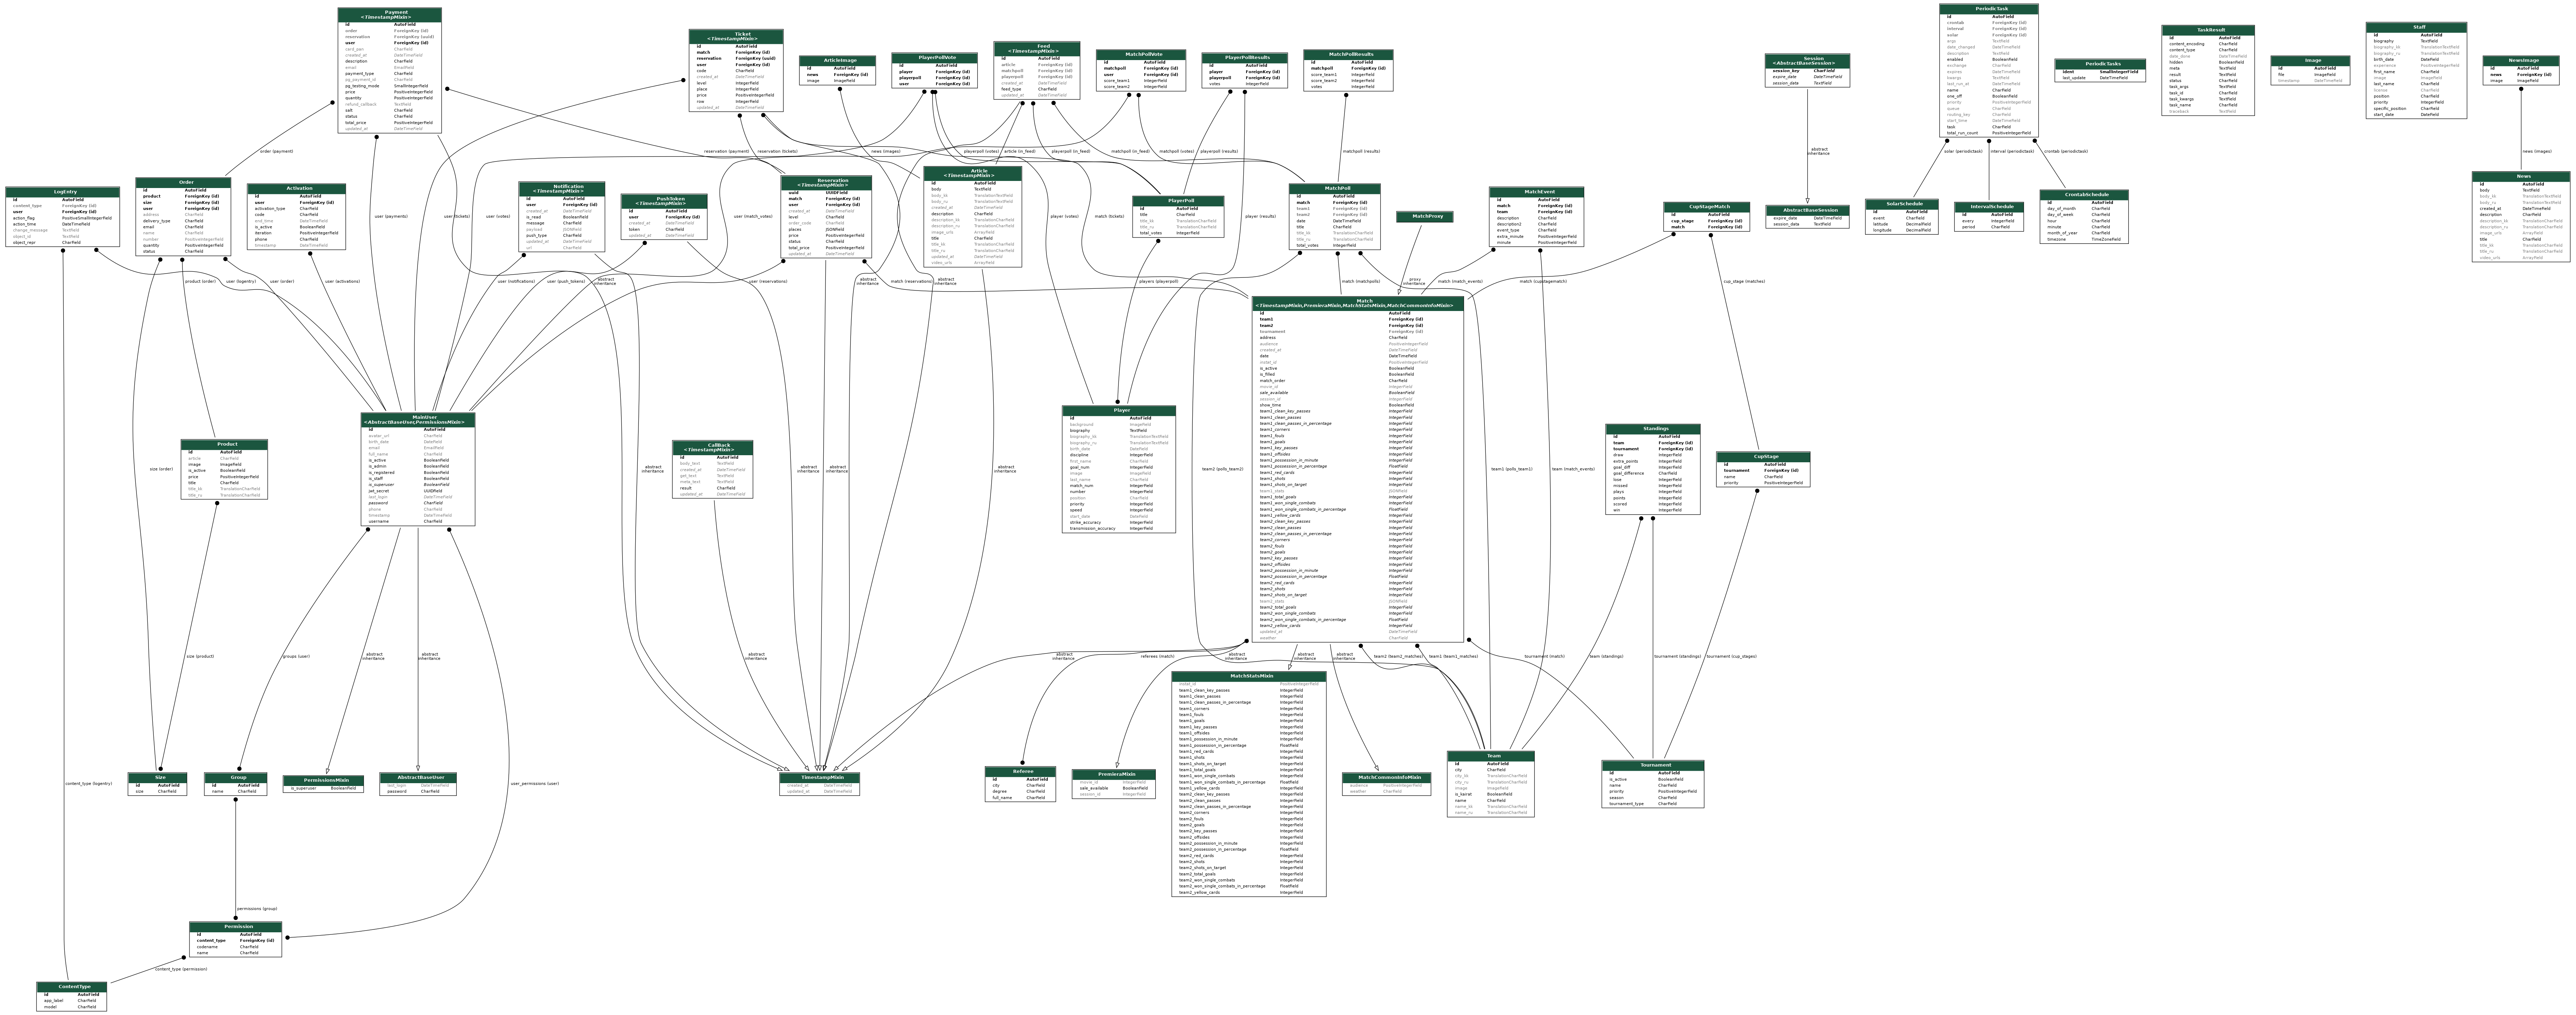 Payment
<TimestampMixin>
id AutoField
order ForeignKey (id)
reservation ForeignKey (uuid)
user ForeignKey (id)
card_pan CharField
created_at DateTimeField
description CharField
email EmailField
payment_type CharField
pg_payment_id CharField
pg_testing_mode SmallIntegerField
price PositiveIntegerField
quantity PositiveIntegerField
refund_callback TextField
salt CharField
status CharField
total_price PositiveIntegerField
updated_at DateTimeField
Ticket
<TimestampMixin>
id AutoField
match ForeignKey (id)
reservation ForeignKey (uuid)
user ForeignKey (id)
code CharField
created_at DateTimeField
level IntegerField
place IntegerField
price PositiveIntegerField
row IntegerField
updated_at DateTimeField
ArticleImage
id AutoField
news ForeignKey (id)
image ImageField
PlayerPollVote
id AutoField
player ForeignKey (id)
playerpoll ForeignKey (id)
user ForeignKey (id)
Feed
<TimestampMixin>
id AutoField
article ForeignKey (id)
matchpoll ForeignKey (id)
playerpoll ForeignKey (id)
created_at DateTimeField
feed_type CharField
updated_at DateTimeField
MatchPollVote
id AutoField
matchpoll ForeignKey (id)
user ForeignKey (id)
score_team1 IntegerField
score_team2 IntegerField
PlayerPollResults
id AutoField
player ForeignKey (id)
playerpoll ForeignKey (id)
votes IntegerField
MatchPollResults
id AutoField
matchpoll ForeignKey (id)
score_team1 IntegerField
score_team2 IntegerField
votes IntegerField
Session
<AbstractBaseSession>
session_key CharField
expire_date DateTimeField
session_data TextField
PeriodicTask
id AutoField
crontab ForeignKey (id)
interval ForeignKey (id)
solar ForeignKey (id)
args TextField
date_changed DateTimeField
description TextField
enabled BooleanField
exchange CharField
expires DateTimeField
kwargs TextField
last_run_at DateTimeField
name CharField
one_off BooleanField
priority PositiveIntegerField
queue CharField
routing_key CharField
start_time DateTimeField
task CharField
total_run_count PositiveIntegerField
PeriodicTasks
ident SmallIntegerField
last_update DateTimeField
TaskResult
id AutoField
content_encoding CharField
content_type CharField
date_done DateTimeField
hidden BooleanField
meta TextField
result TextField
status CharField
task_args TextField
task_id CharField
task_kwargs TextField
task_name CharField
traceback TextField
Image
id AutoField
file ImageField
timestamp DateTimeField
Staff
id AutoField
biography TextField
biography_kk TranslationTextField
biography_ru TranslationTextField
birth_date DateField
experience PositiveIntegerField
first_name CharField
image ImageField
last_name CharField
license CharField
position CharField
priority IntegerField
specific_position CharField
start_date DateField
NewsImage
id AutoField
news ForeignKey (id)
image ImageField
order (payment)
reservation (payment)
reservation (tickets)
news (images)
playerpoll (votes)
article (in_feed)
playerpoll (in_feed)
matchpoll (in_feed)
matchpoll (votes)
playerpoll (results)
matchpoll (results)
abstract
inheritance
solar (periodictask)
interval (periodictask)
crontab (periodictask)
news (images)
LogEntry
id AutoField
content_type ForeignKey (id)
user ForeignKey (id)
action_flag PositiveSmallIntegerField
action_time DateTimeField
change_message TextField
object_id TextField
object_repr CharField
Order
id AutoField
product ForeignKey (id)
size ForeignKey (id)
user ForeignKey (id)
address CharField
delivery_type CharField
email CharField
name CharField
number PositiveIntegerField
quantity PositiveIntegerField
status CharField
Activation
id AutoField
user ForeignKey (id)
activation_type CharField
code CharField
end_time DateTimeField
is_active BooleanField
iteration PositiveIntegerField
phone CharField
timestamp DateTimeField
Notification
<TimestampMixin>
id AutoField
user ForeignKey (id)
created_at DateTimeField
is_read BooleanField
message CharField
payload JSONField
push_type CharField
updated_at DateTimeField
url CharField
PushToken
<TimestampMixin>
id AutoField
user ForeignKey (id)
created_at DateTimeField
token CharField
updated_at DateTimeField
Reservation
<TimestampMixin>
uuid UUIDField
match ForeignKey (id)
user ForeignKey (id)
created_at DateTimeField
level CharField
order_code CharField
places JSONField
price PositiveIntegerField
status CharField
total_price PositiveIntegerField
updated_at DateTimeField
Article
<TimestampMixin>
id AutoField
body TextField
body_kk TranslationTextField
body_ru TranslationTextField
created_at DateTimeField
description CharField
description_kk TranslationCharField
description_ru TranslationCharField
image_urls ArrayField
title CharField
title_kk TranslationCharField
title_ru TranslationCharField
updated_at DateTimeField
video_urls ArrayField
PlayerPoll
id AutoField
title CharField
title_kk TranslationCharField
title_ru TranslationCharField
total_votes IntegerField
MatchPoll
id AutoField
match ForeignKey (id)
team1 ForeignKey (id)
team2 ForeignKey (id)
date DateTimeField
title CharField
title_kk TranslationCharField
title_ru TranslationCharField
total_votes IntegerField
MatchProxy
MatchEvent
id AutoField
match ForeignKey (id)
team ForeignKey (id)
description CharField
description2 CharField
event_type CharField
extra_minute PositiveIntegerField
minute PositiveIntegerField
CupStageMatch
id AutoField
cup_stage ForeignKey (id)
match ForeignKey (id)
AbstractBaseSession
expire_date DateTimeField
session_data TextField
SolarSchedule
id AutoField
event CharField
latitude DecimalField
longitude DecimalField
IntervalSchedule
id AutoField
every IntegerField
period CharField
CrontabSchedule
id AutoField
day_of_month CharField
day_of_week CharField
hour CharField
minute CharField
month_of_year CharField
timezone TimeZoneField
News
id AutoField
body TextField
body_kk TranslationTextField
body_ru TranslationTextField
created_at DateTimeField
description CharField
description_kk TranslationCharField
description_ru TranslationCharField
image_urls ArrayField
title CharField
title_kk TranslationCharField
title_ru TranslationCharField
video_urls ArrayField
user (payments)
user (tickets)
user (votes)
user (match_votes)
player (votes)
match (tickets)
player (results)
product (order)
user (logentry)
user (order)
user (activations)
user (notifications)
user (push_tokens)
abstract
inheritance
user (reservations)
abstract
inheritance
match (reservations)
abstract
inheritance
players (playerpoll)
match (matchpolls)
proxy
inheritance
match (match_events)
match (cupstagematch)
cup_stage (matches)
Match
<TimestampMixin,PremieraMixin,MatchStatsMixin,MatchCommonInfoMixin>
id AutoField
team1 ForeignKey (id)
team2 ForeignKey (id)
tournament ForeignKey (id)
address CharField
audience PositiveIntegerField
created_at DateTimeField
date DateTimeField
instat_id PositiveIntegerField
is_active BooleanField
is_filled BooleanField
match_order CharField
movie_id IntegerField
sale_available BooleanField
session_id IntegerField
show_time BooleanField
team1_clean_key_passes IntegerField
team1_clean_passes IntegerField
team1_clean_passes_in_percentage IntegerField
team1_corners IntegerField
team1_fouls IntegerField
team1_goals IntegerField
team1_key_passes IntegerField
team1_offsides IntegerField
team1_possession_in_minute IntegerField
team1_possession_in_percentage FloatField
team1_red_cards IntegerField
team1_shots IntegerField
team1_shots_on_target IntegerField
team1_stats JSONField
team1_total_goals IntegerField
team1_won_single_combats IntegerField
team1_won_single_combats_in_percentage FloatField
team1_yellow_cards IntegerField
team2_clean_key_passes IntegerField
team2_clean_passes IntegerField
team2_clean_passes_in_percentage IntegerField
team2_corners IntegerField
team2_fouls IntegerField
team2_goals IntegerField
team2_key_passes IntegerField
team2_offsides IntegerField
team2_possession_in_minute IntegerField
team2_possession_in_percentage FloatField
team2_red_cards IntegerField
team2_shots IntegerField
team2_shots_on_target IntegerField
team2_stats JSONField
team2_total_goals IntegerField
team2_won_single_combats IntegerField
team2_won_single_combats_in_percentage FloatField
team2_yellow_cards IntegerField
updated_at DateTimeField
weather CharField
MainUser
<AbstractBaseUser,PermissionsMixin>
id AutoField
avatar_url CharField
birth_date DateField
email EmailField
full_name CharField
is_active BooleanField
is_admin BooleanField
is_registered BooleanField
is_staff BooleanField
is_superuser BooleanField
jwt_secret UUIDField
last_login DateTimeField
password CharField
phone CharField
timestamp DateTimeField
username CharField
Product
id AutoField
article CharField
image ImageField
is_active BooleanField
price PositiveIntegerField
title CharField
title_kk TranslationCharField
title_ru TranslationCharField
CallBack
<TimestampMixin>
id AutoField
body_text TextField
created_at DateTimeField
get_text TextField
meta_text TextField
result CharField
updated_at DateTimeField
Player
id AutoField
background ImageField
biography TextField
biography_kk TranslationTextField
biography_ru TranslationTextField
birth_date DateField
discipline IntegerField
first_name CharField
goal_num IntegerField
image ImageField
last_name CharField
match_num IntegerField
number IntegerField
position CharField
priority IntegerField
speed IntegerField
start_date DateField
strike_accuracy IntegerField
transmission_accuracy IntegerField
Standings
id AutoField
team ForeignKey (id)
tournament ForeignKey (id)
draw IntegerField
extra_points IntegerField
goal_diff IntegerField
goal_difference CharField
lose IntegerField
missed IntegerField
plays IntegerField
points IntegerField
scored IntegerField
win IntegerField
CupStage
id AutoField
tournament ForeignKey (id)
name CharField
priority PositiveIntegerField
size (order)
abstract
inheritance
abstract
inheritance
abstract
inheritance
abstract
inheritance
team2 (polls_team2)
team1 (polls_team1)
team (match_events)
size (product)
groups (user)
abstract
inheritance
abstract
inheritance
abstract
inheritance
abstract
inheritance
referees (match)
abstract
inheritance
abstract
inheritance
abstract
inheritance
team2 (team2_matches)
team1 (team1_matches)
tournament (match)
team (standings)
tournament (standings)
tournament (cup_stages)
MatchStatsMixin
instat_id PositiveIntegerField
team1_clean_key_passes IntegerField
team1_clean_passes IntegerField
team1_clean_passes_in_percentage IntegerField
team1_corners IntegerField
team1_fouls IntegerField
team1_goals IntegerField
team1_key_passes IntegerField
team1_offsides IntegerField
team1_possession_in_minute IntegerField
team1_possession_in_percentage FloatField
team1_red_cards IntegerField
team1_shots IntegerField
team1_shots_on_target IntegerField
team1_total_goals IntegerField
team1_won_single_combats IntegerField
team1_won_single_combats_in_percentage FloatField
team1_yellow_cards IntegerField
team2_clean_key_passes IntegerField
team2_clean_passes IntegerField
team2_clean_passes_in_percentage IntegerField
team2_corners IntegerField
team2_fouls IntegerField
team2_goals IntegerField
team2_key_passes IntegerField
team2_offsides IntegerField
team2_possession_in_minute IntegerField
team2_possession_in_percentage FloatField
team2_red_cards IntegerField
team2_shots IntegerField
team2_shots_on_target IntegerField
team2_total_goals IntegerField
team2_won_single_combats IntegerField
team2_won_single_combats_in_percentage FloatField
team2_yellow_cards IntegerField
content_type (logentry)
user_permissions (user)
Size
id AutoField
size CharField
Group
id AutoField
name CharField
PermissionsMixin
is_superuser BooleanField
AbstractBaseUser
last_login DateTimeField
password CharField
TimestampMixin
created_at DateTimeField
updated_at DateTimeField
Referee
id AutoField
city CharField
degree CharField
full_name CharField
PremieraMixin
movie_id IntegerField
sale_available BooleanField
session_id IntegerField
MatchCommonInfoMixin
audience PositiveIntegerField
weather CharField
Team
id AutoField
city CharField
city_kk TranslationCharField
city_ru TranslationCharField
image ImageField
is_kairat BooleanField
name CharField
name_kk TranslationCharField
name_ru TranslationCharField
Tournament
id AutoField
is_active BooleanField
name CharField
priority PositiveIntegerField
season CharField
tournament_type CharField
permissions (group)
Permission
id AutoField
content_type ForeignKey (id)
codename CharField
name CharField
content_type (permission)
ContentType
id AutoField
app_label CharField
model CharField